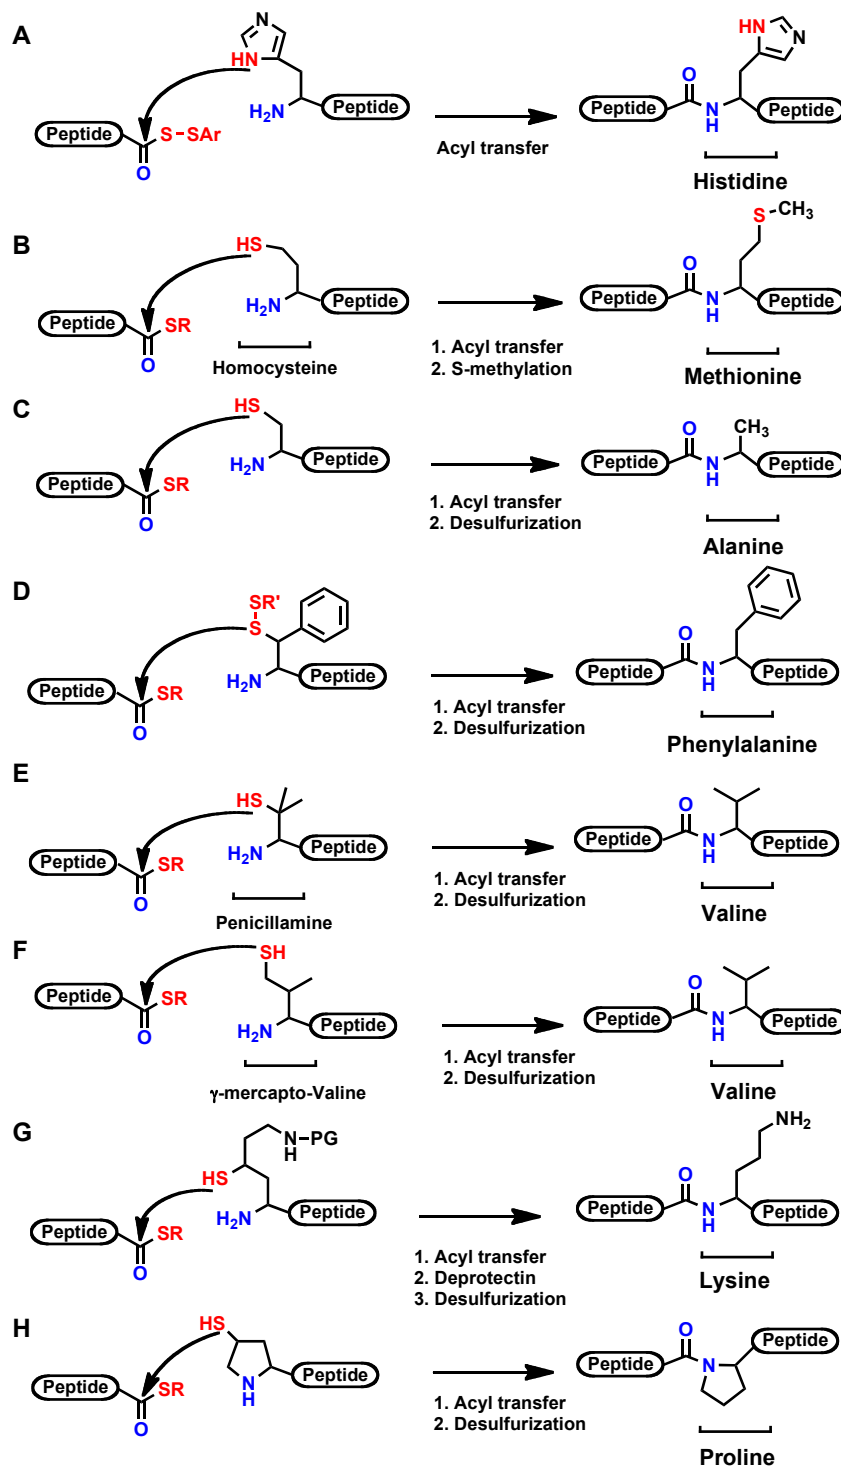 A
N
HN
H2N
Peptide
Peptide
S-SAr
O
Acyl transfer
O
N
H
HN
N
Peptide
Peptide
Histidine
B
HS
H2N
Peptide
Peptide
SR
O
Homocysteine
1. Acyl transfer
2. S-methylation
S-CH3
O
N
H
Peptide
Peptide
Methionine
C
HS
H2N
Peptide
Peptide
SR
O
1. Acyl transfer
2. Desulfurization
CH3
O
N
H
Peptide
Peptide
Alanine
D
SR'
S
H2N
Peptide
Peptide
SR
O
1. Acyl transfer
2. Desulfurization
O
N
H
Peptide
Peptide
Phenylalanine
E
HS
H2N
Peptide
Peptide
SR
O
Penicillamine
1. Acyl transfer
2. Desulfurization
O
N
H
Peptide
Peptide
Valine
F
SH
H2N
Peptide
Peptide
SR
O
γ-mercapto-Valine
1. Acyl transfer
2. Desulfurization
O
N
H
Peptide
Peptide
Valine
G
N-PG
H
HS
H2N
Peptide
Peptide
SR
O
1. Acyl transfer
2. Deprotectin
3. Desulfurization
NH2
O
N
H
Peptide
Peptide
Lysine
H
HS
N
H
Peptide
Peptide
SR
O
1. Acyl transfer
2. Desulfurization
O
N
Peptide
Peptide
Proline